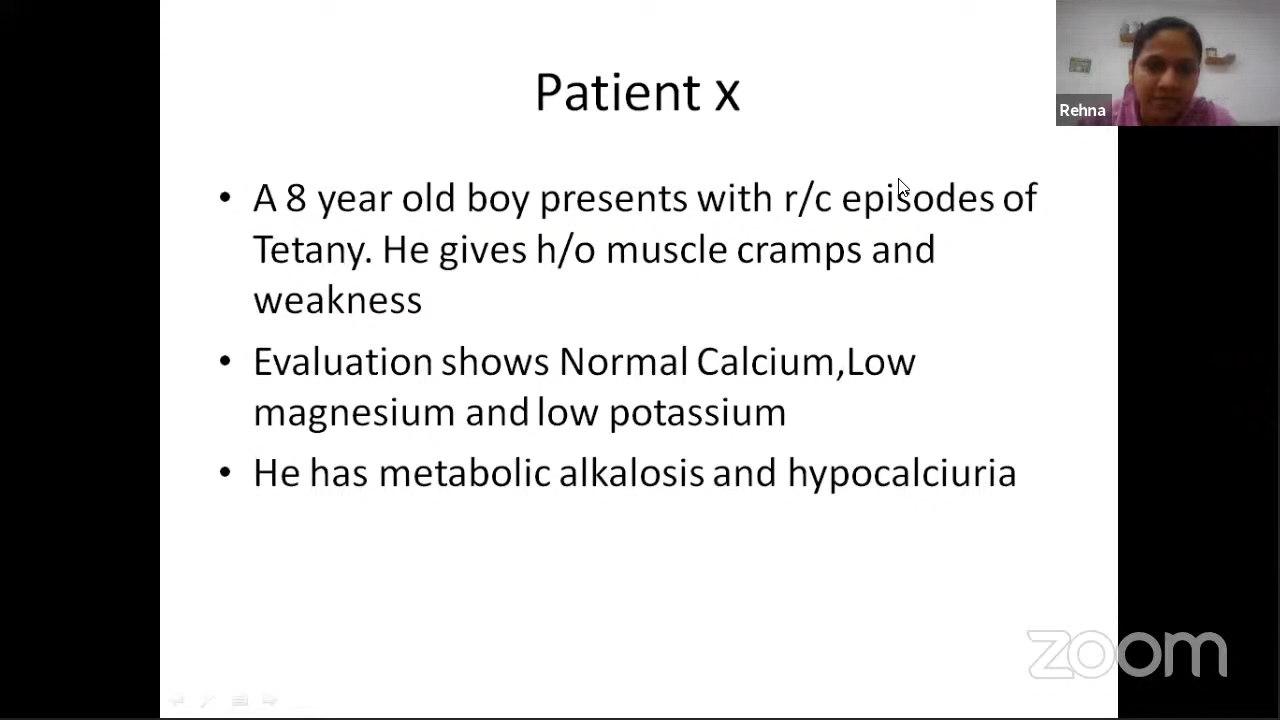 Patient x
Rehna
• A 8 year old boy presents with r/c episodes of
Tetany. He gives h/o muscle cramps and
weakness
• Evaluation shows Normal Calcium,Low
magnesium and low potassium
• He has metabolic alkalosis and hypocalciuria
zoom